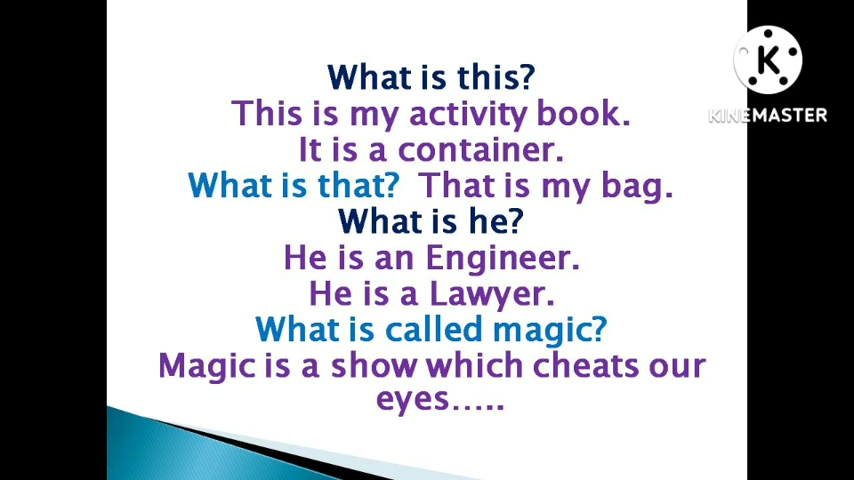 What is this?
This is my activity book.
It is a container.
What is that?  That is my bag.
What is he?
He is an Engineer.
He is a Lawyer.
What is called magic?
Magic is a show which cheats our
eyes.....
K
KINEMASTER